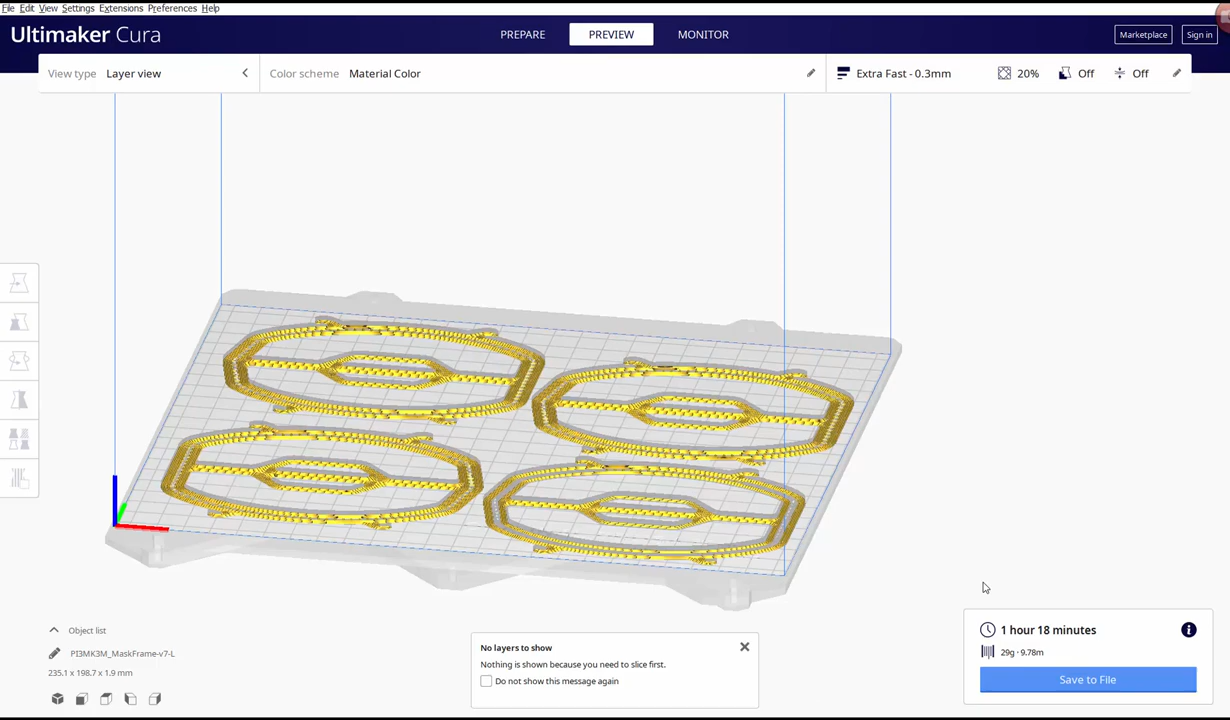 File Edit View Settings Extensions Preferences Help
Ultimaker Cura
PREPARE
PREVIEW
MONITOR
Marketplace
Sign in
View type Layer view
Color scheme Material Color
Extra Fast - 0.3mm
20%
Off
Off
Object list
PI3MK3M_MaskFrame-v7-L
235.1 x 198.7 x 1.9 mm
No layers to show
Nothing is shown because you need to slice first.
Do not show this message again
1 hour 18 minutes
29g · 9.78m
Save to File